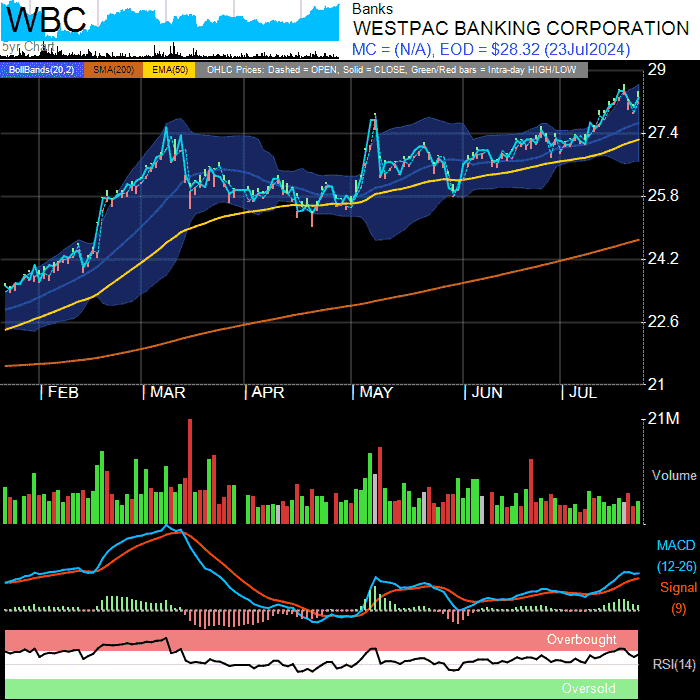 WBC
5yr Chart
Banks
WESTPAC BANKING CORPORATION
MC = (N/A), EOD = $28.32 (23Jul2024)
BollBands(20,2) SMA(200) EMA(50) OHLC Prices: Dashed = OPEN, Solid = CLOSE, Green/Red bars = Intra-day HIGH/LOW
29
27.4
25.8
24.2
22.6
21
FEB MAR APR MAY JUN JUL
21M
Volume
MACD
(12-26)
Signal
(9)
Overbought
RSI(14)
Oversold